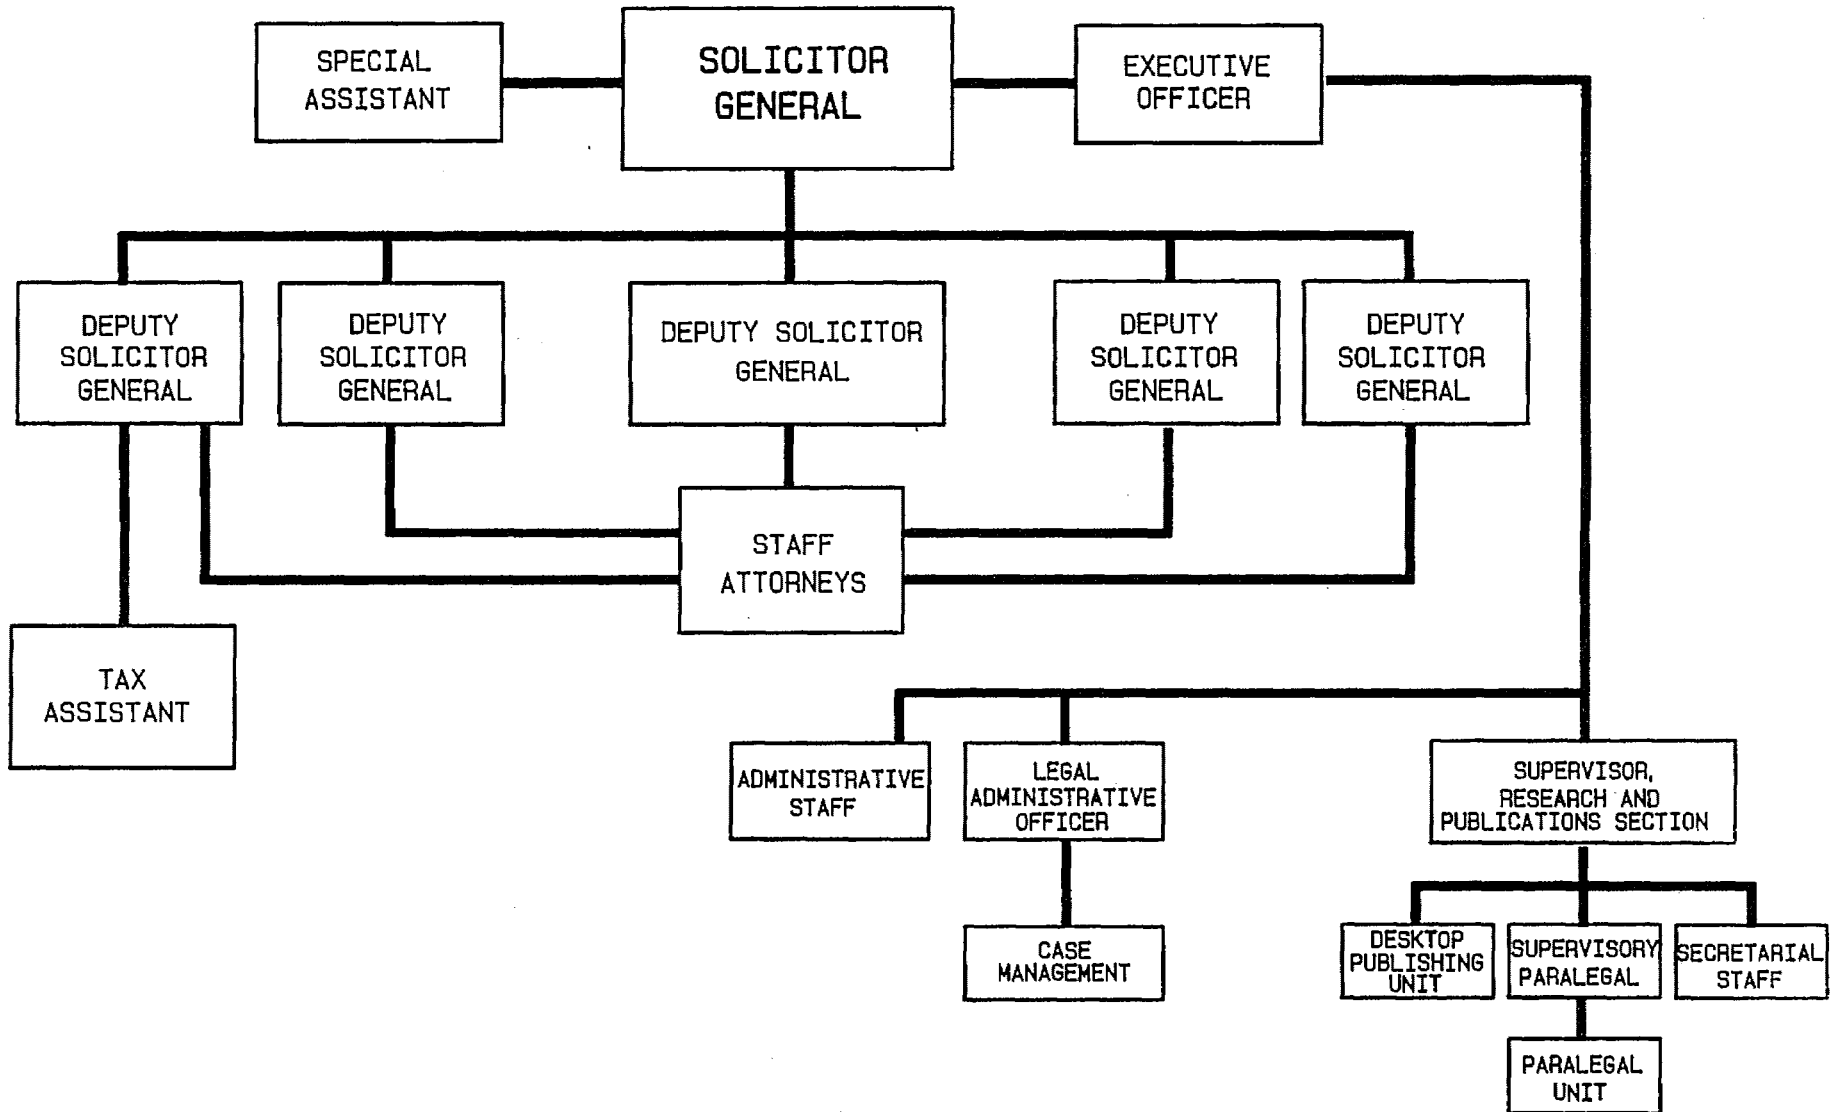 SPECIAL
ASSISTANT
SOLICITOR
GENERAL
EXECUTIVE
OFFICER
DEPUTY
SOLICITOR
GENERAL
DEPUTY
SOLICITOR
GENERAL
DEPUTY SOLICITOR
GENERAL
DEPUTY
SOLICITOR
GENERAL
DEPUTY
SOLICITOR
GENERAL
STAFF
ATTORNEYS
TAX
ASSISTANT
ADMINISTRATIVE
STAFF
LEGAL
ADMINISTRATIVE
OFFICER
SUPERVISOR,
RESEARCH AND
PUBLICATIONS SECTION
CASE
MANAGEMENT
DESKTOP
PUBLISHING
UNIT
SUPERVISORY
PARALEGAL
SECRETARIAL
STAFF
PARALEGAL
UNIT